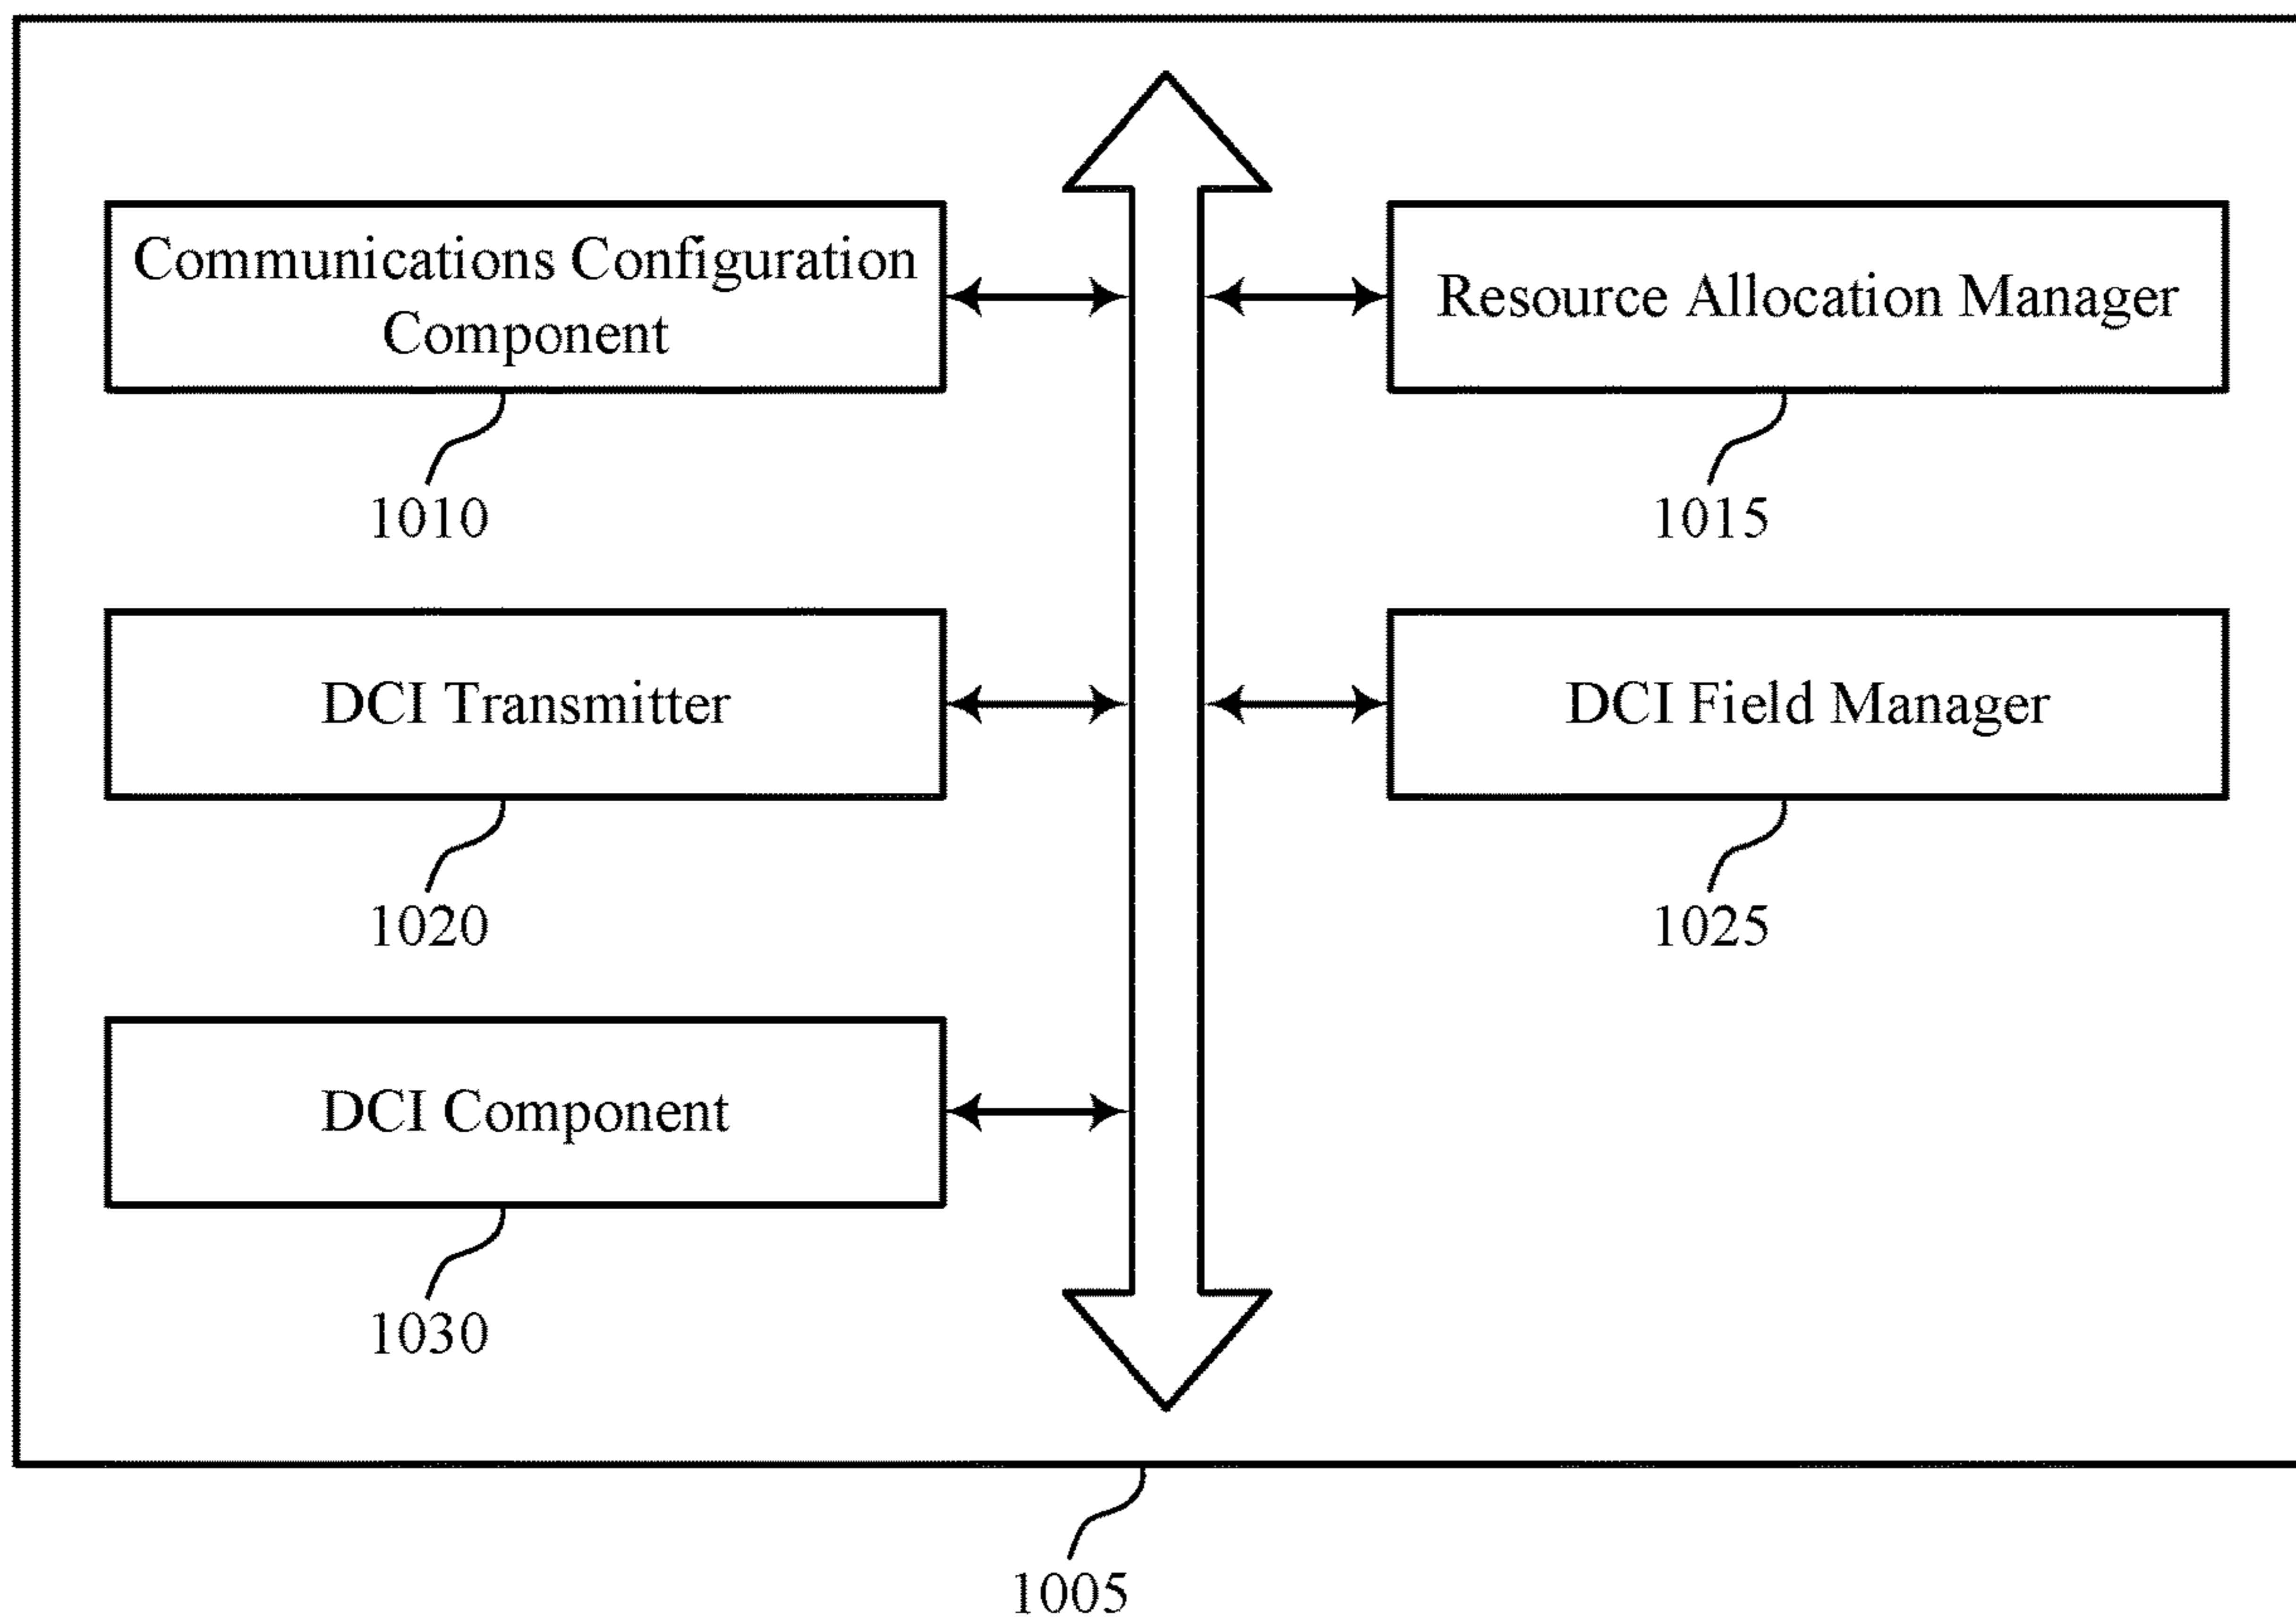 Communications Configuration
Component
1010
Resource Allocation Manager
1015
DCI Transmitter
1020
DCI Field Manager
1025
DCI Component
1030
1005